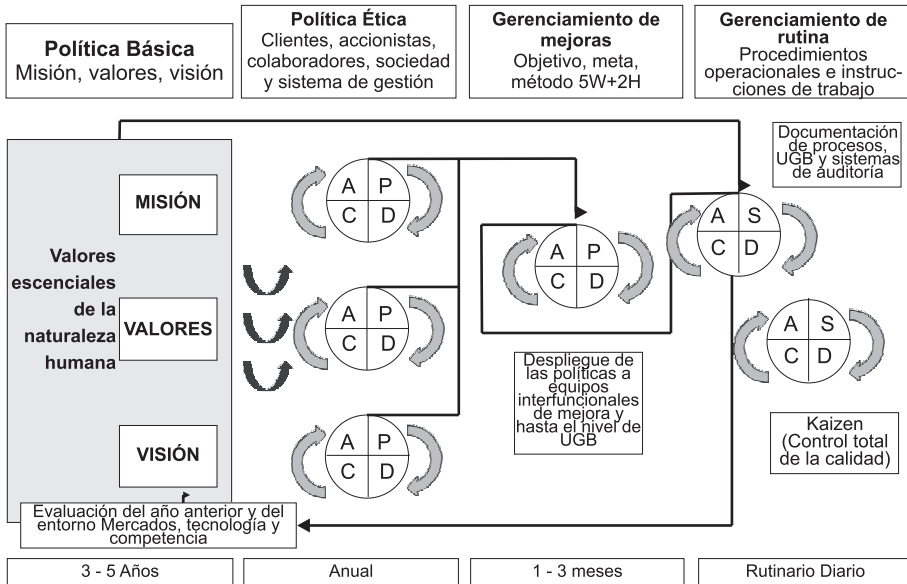 Política Básica
Misión, valores, visión
Política Ética
Clientes, accionistas,
colaboradores, sociedad
y sistema de gestión
Gerenciamiento de
mejoras
Objetivo, meta,
método 5W+2H
Gerenciamiento de
rutina
Procedimientos
operacionales e instruc-
ciones de trabajo
Valores
escenciales
de la
naturaleza
humana
MISIÓN
VALORES
VISIÓN
A P
C D
A P
C D
A P
C D
A P
C D
Despliegue de
las políticas a
equipos
interfuncionales
de mejora y
hasta el nivel de
UGB
Documentación
de procesos,
UGB y sistemas
de auditoría
A S
C D
A S
C D
Kaizen
(Control total
de la calidad)
Evaluación del año anterior y del
entorno Mercados, tecnología y
competencia
3 - 5 Años
Anual
1 - 3 meses
Rutinario Diario